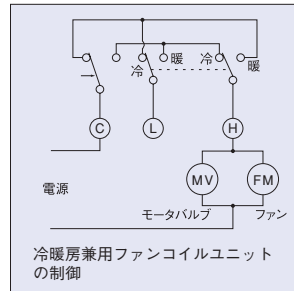 冷 暖 冷 暖
C L H
電源
MV FM
モータバルブ ファン
冷暖房兼用ファンコイルユニット
の制御